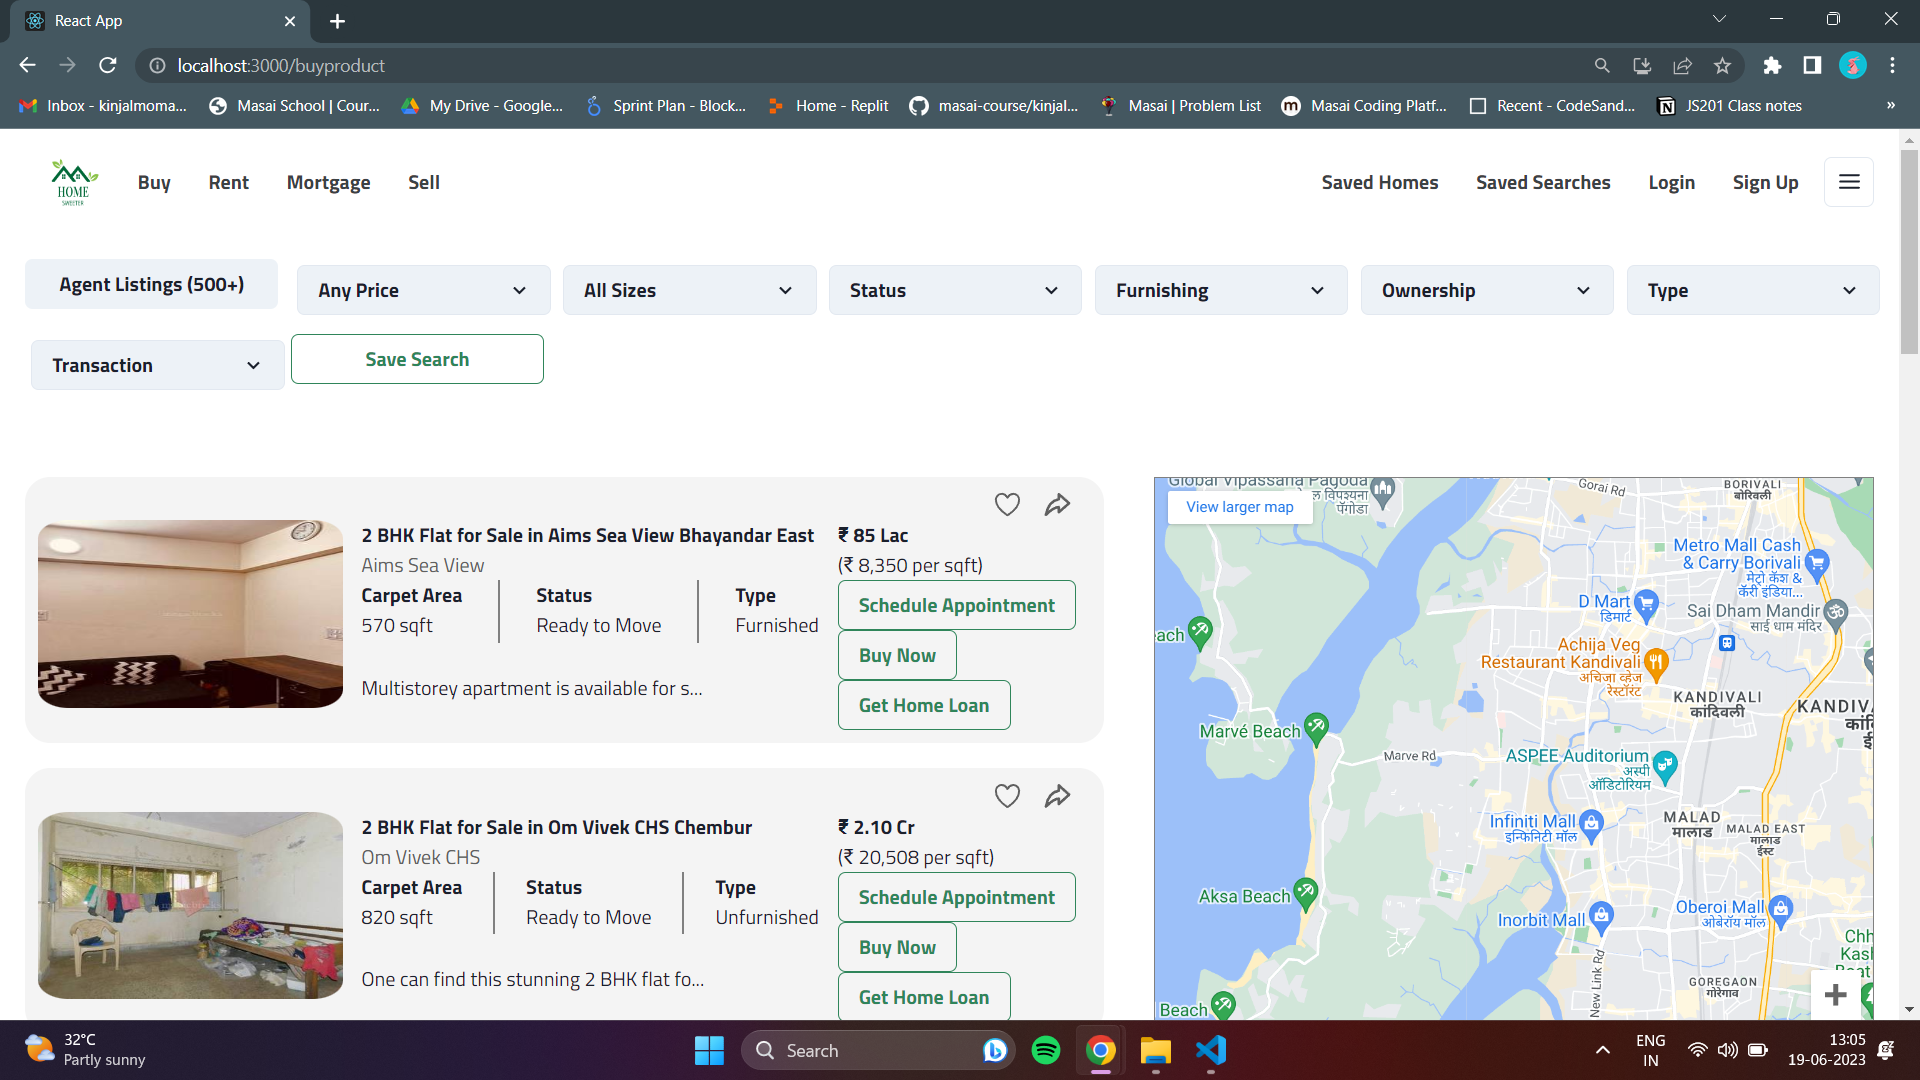 React App
localhost:3000/buyproduct
Inbox - kinjalmoma...
Masai School | Cour...
My Drive - Google...
Sprint Plan - Block...
Home - Replit
masai-course/kinjal...
Masai | Problem List
Masai Coding Platf...
Recent - CodeSand...
JS201 Class notes
HOME
SWEETER
Buy
Rent
Mortgage
Sell
Saved Homes
Saved Searches
Login
Sign Up
Agent Listings (500+)
Any Price
All Sizes
Status
Furnishing
Ownership
Type
Transaction
Save Search
2 BHK Flat for Sale in Aims Sea View Bhayandar East
Aims Sea View
Carpet Area
570 sqft
Status
Ready to Move
Type
Furnished
Multistorey apartment is available for s...
₹ 85 Lac
(₹ 8,350 per sqft)
Schedule Appointment
Buy Now
Get Home Loan
2 BHK Flat for Sale in Om Vivek CHS Chembur
Om Vivek CHS
Carpet Area
820 sqft
Status
Ready to Move
Type
Unfurnished
One can find this stunning 2 BHK flat fo...
₹ 2.10 Cr
(₹ 20,508 per sqft)
Schedule Appointment
Buy Now
Get Home Loan
Global Vipassana Pagoda
विपश्यना
पॅगोडा
View larger map
Gorai Rd
BORIVALI
बोरिवली
Metro Mall Cash
& Carry Borivali
मेट्रो कॅश &
कॅरी इंडिया...
D Mart
डिमार्ट
Sai Dham Mandir
साई धाम मंदिर
Achija Veg
Restaurant Kandivali
अचिजा व्हेज
रेस्टॉरंट
KANDIVALI
कांदिवली
Marvé Beach
Marve Rd
ASPEE Auditorium
अस्पी
ऑडिटोरियम
Infiniti Mall
इन्फिनिटी मॉल
MALAD
मालाड
MALAD EAST
मालाड
ईस्ट
Aksa Beach
Inorbit Mall
Oberoi Mall
ओबेरॉय मॉल
New Link Rd
GOREGAON
गोरेगाव
Beach
32°C
Partly sunny
Search
ENG
IN
13:05
19-06-2023